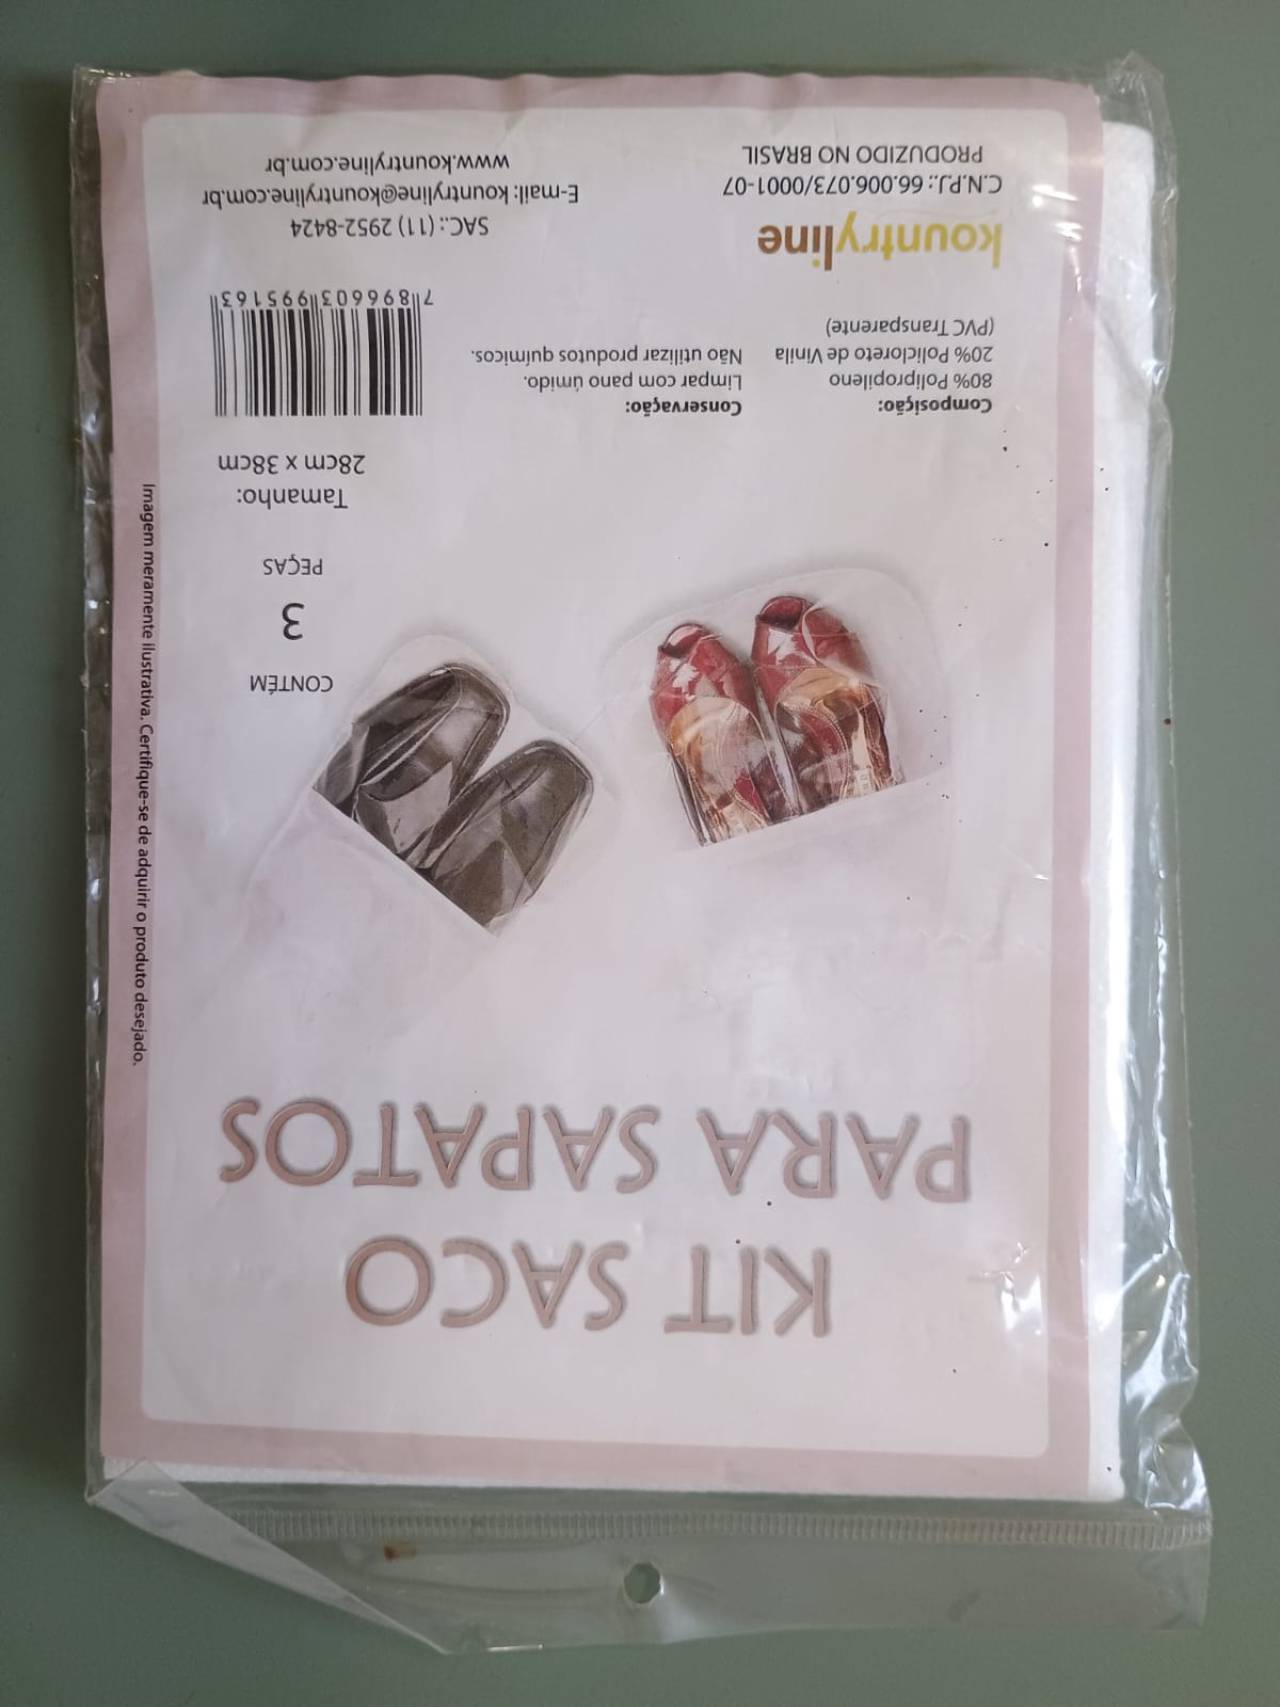 KIT SACO
PARA SAPATOS
CONTÉM
3
PEÇAS
Tamanho:
28cm x 38cm
Composição:
80% Polipropileno
20% Policloreto de Vinila
(PVC Transparente)
Conservação:
Limpar com pano úmido.
Não utilizar produtos químicos.
7 896603 995163
kountryline
C.N.P.J.: 66.006.073/0001-07
PRODUZIDO NO BRASIL
SAC.: (11) 2952-8424
E-mail: kountryline@kountryline.com.br
www.kountryline.com.br
Imagem meramente ilustrativa. Certifique-se de adquirir o produto desejado.